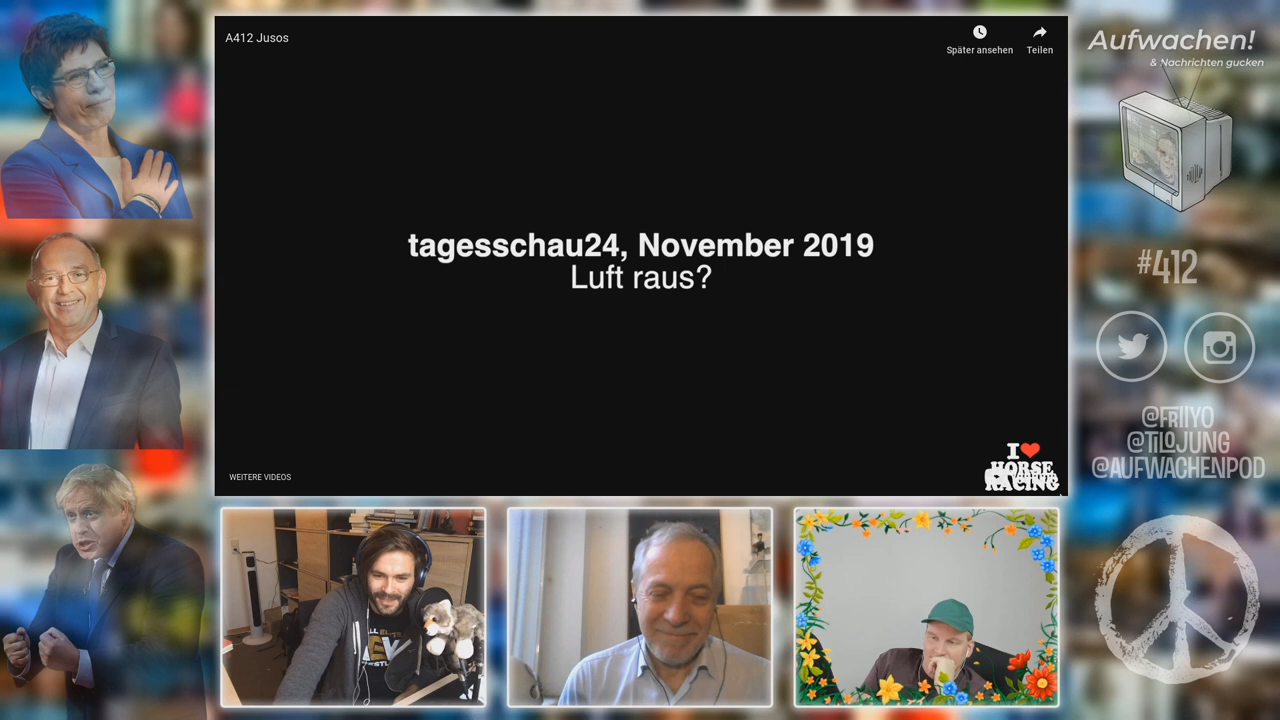 A412 Jusos
Später ansehen
Teilen
tagesschau24, November 2019
Luft raus?
WEITERE VIDEOS
I
HORSE
RACING
Aufwachen!
& Nachrichten gucken
#412
@FRIIYO
@TILOJUNG
@AUFWACHENPOD